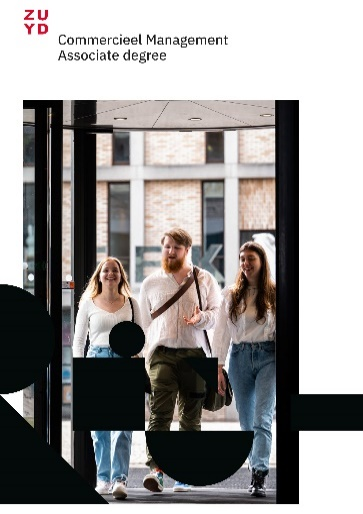 ZU
YD
Commercieel Management
Associate degree